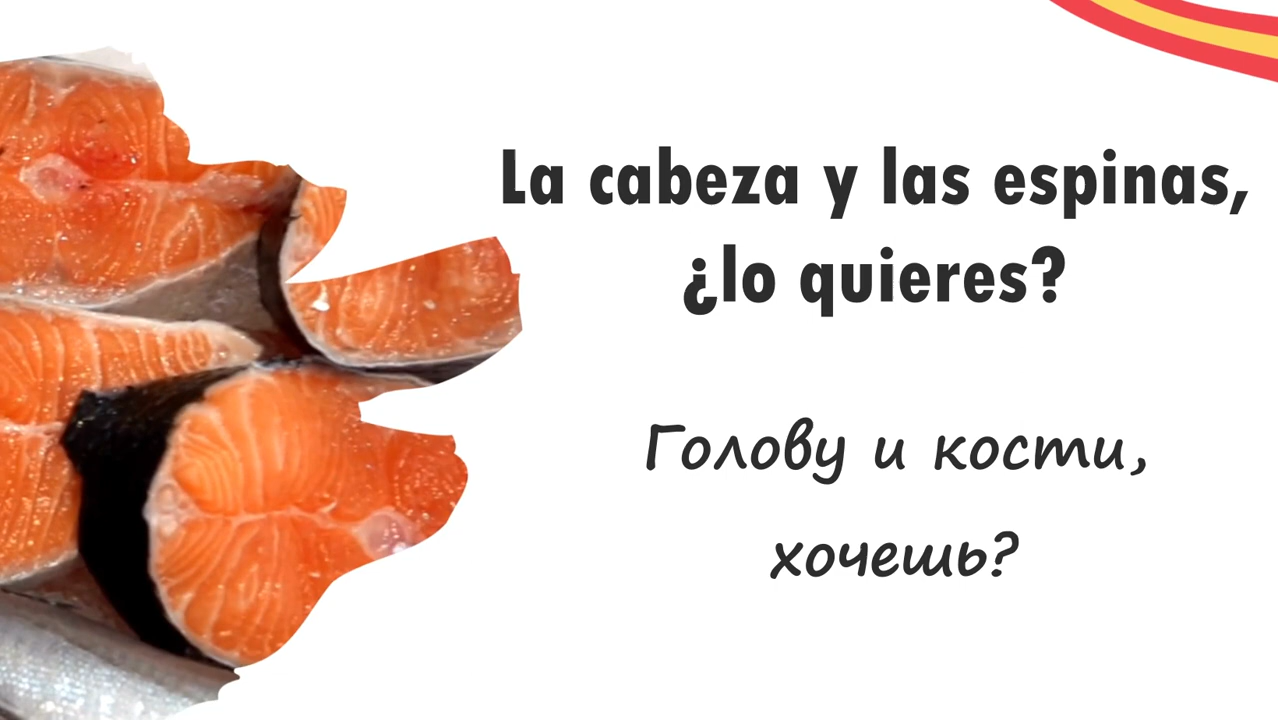 La cabeza y las espinas,
¿lo quieres?
Голову и кости,
хочешь?